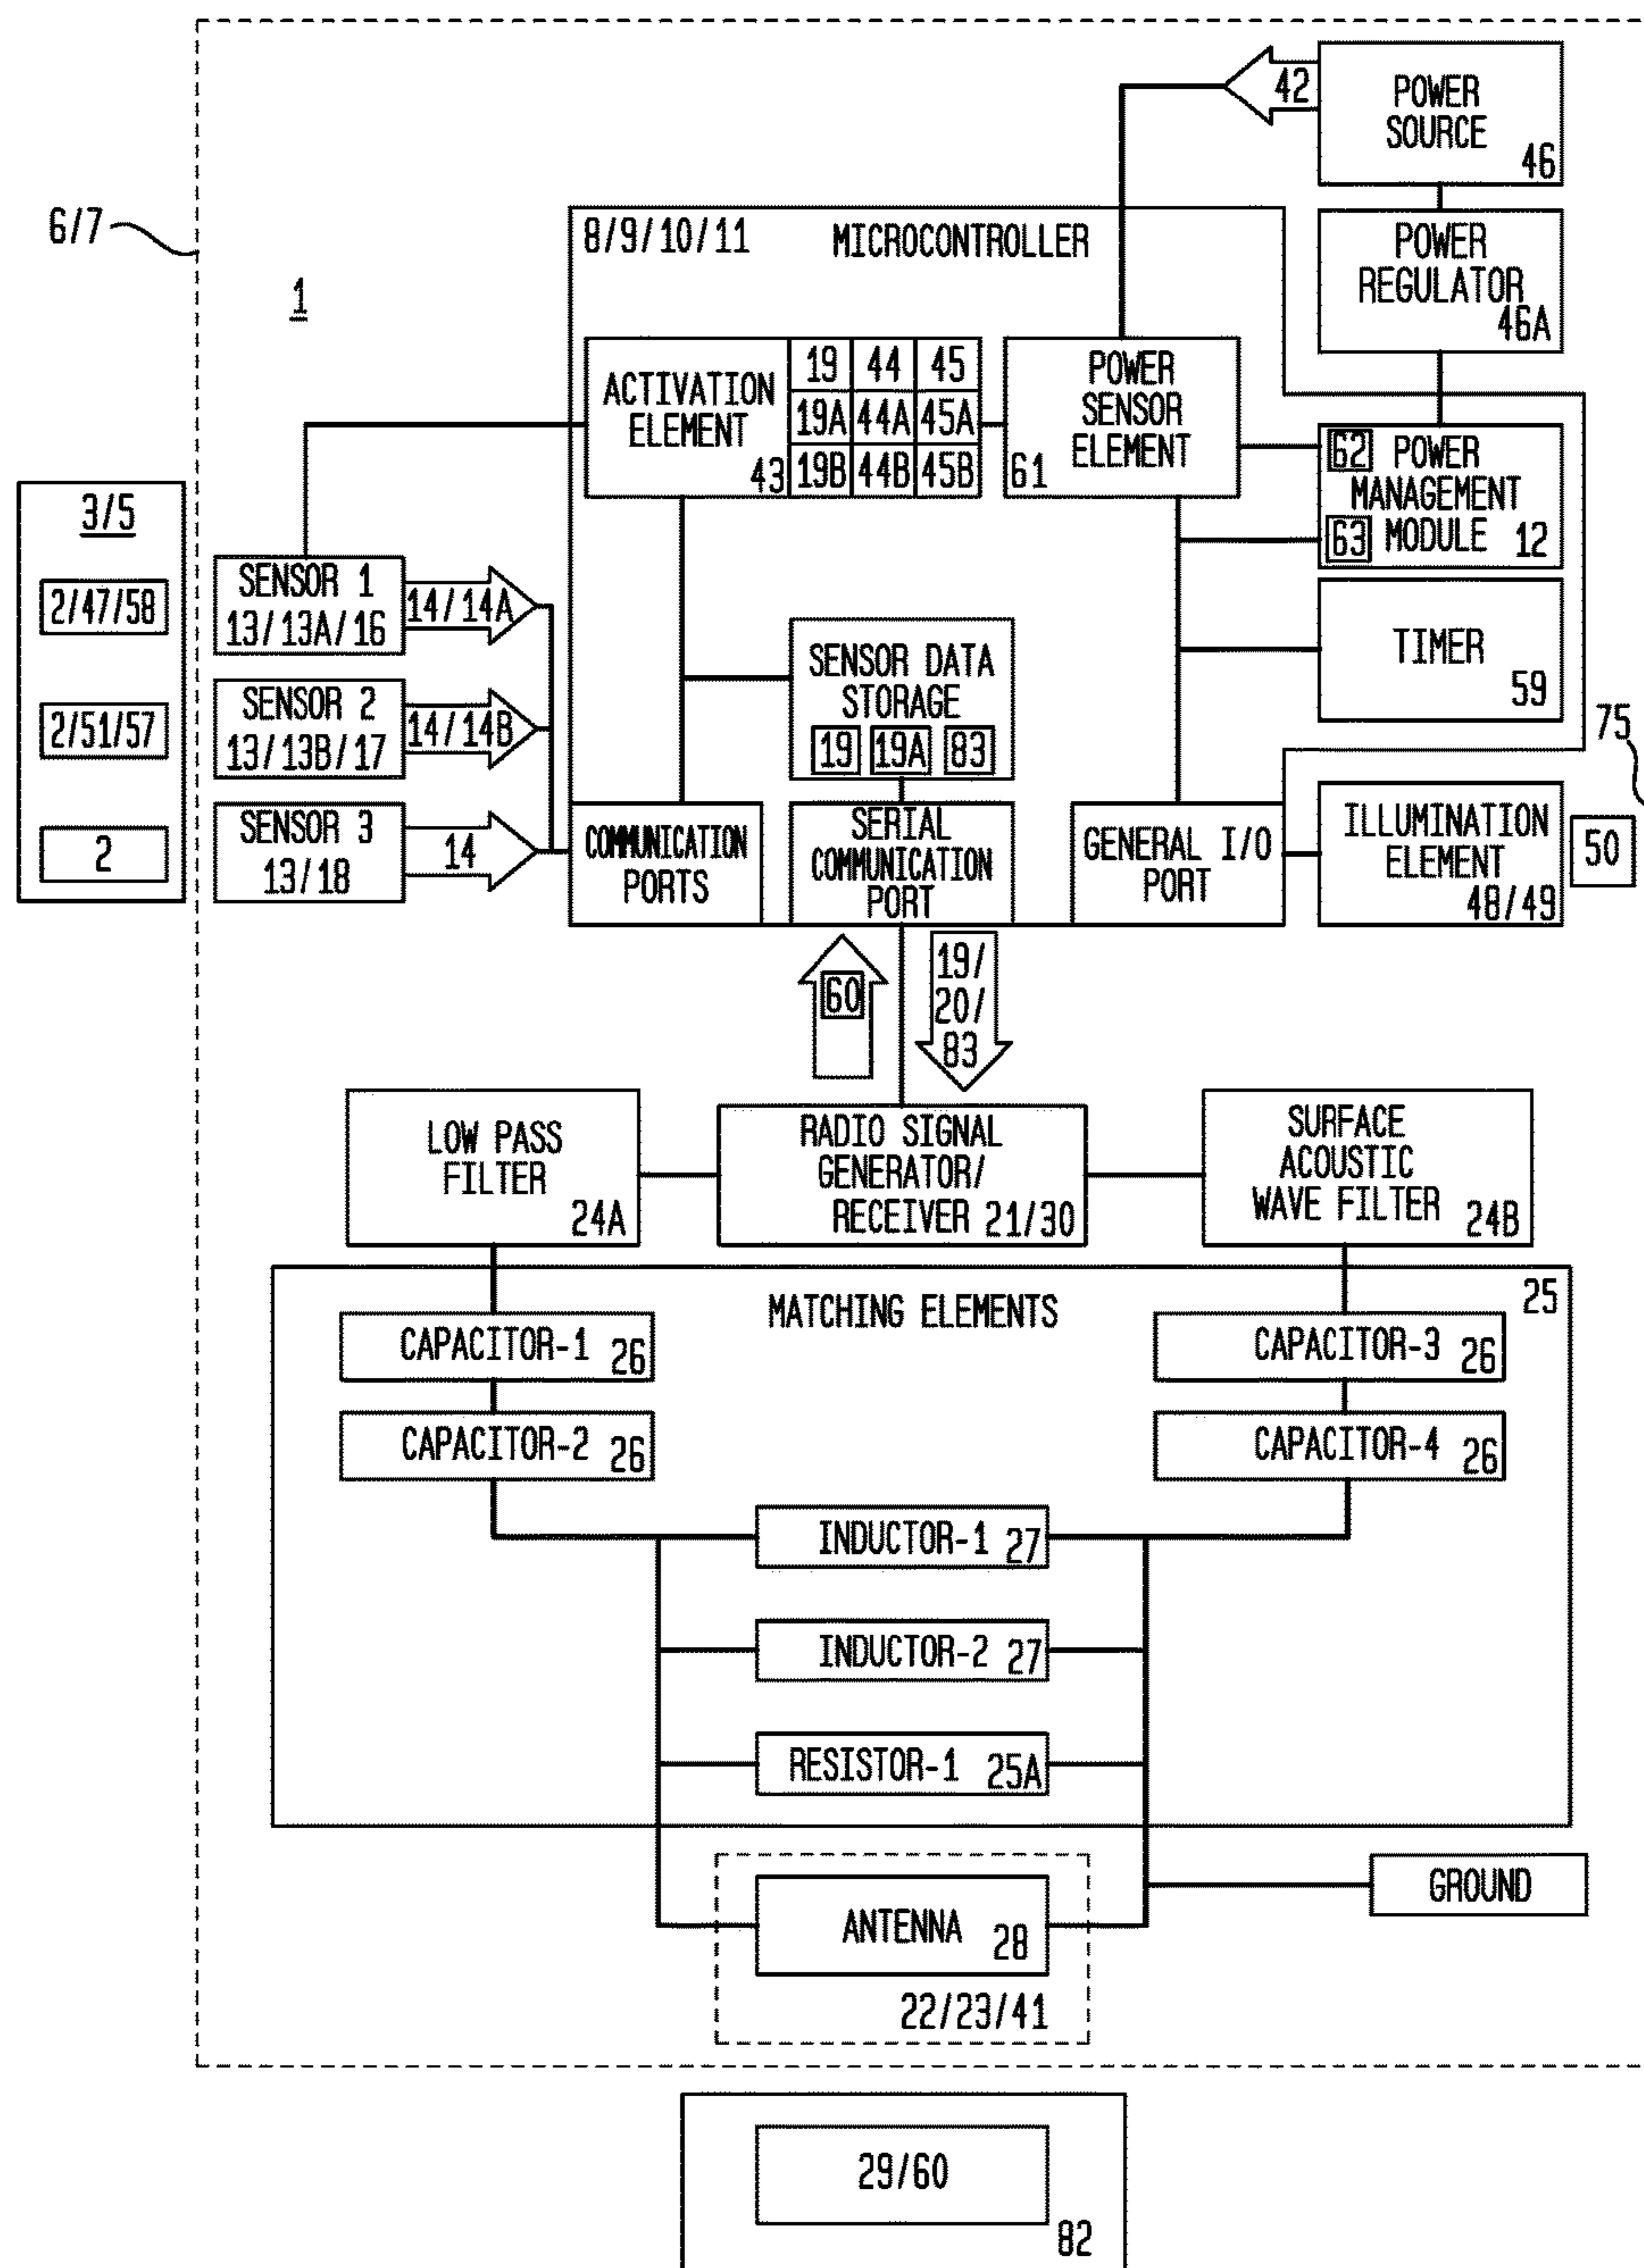 42
POWER
SOURCE
46
6/7
1
8/9/10/11
MICROCONTROLLER
POWER
REGULATOR
46A
ACTIVATION
ELEMENT
43
19 44 45
19A 44A 45A
19B 44B 45B
POWER
SENSOR
ELEMENT
61
62 POWER
MANAGEMENT
63 MODULE 12
3/5
2/47/58
2/51/57
2
SENSOR 1
13/13A/16
14/14A
SENSOR 2
13/13B/17
14/14B
SENSOR 3
13/18
14
SENSOR DATA
STORAGE
19 19A 83
TIMER
59
75
COMMUNICATION
PORTS
SERIAL
COMMUNICATION
PORT
GENERAL I/O
PORT
ILLUMINATION
ELEMENT
48/49
50
60
19/
20/
83
LOW PASS
FILTER
24A
RADIO SIGNAL
GENERATOR/
RECEIVER 21/30
SURFACE
ACOUSTIC
WAVE FILTER 24B
MATCHING ELEMENTS
25
CAPACITOR-1 26
CAPACITOR-3 26
CAPACITOR-2 26
CAPACITOR-4 26
INDUCTOR-1 27
INDUCTOR-2 27
RESISTOR-1 25A
ANTENNA 28
GROUND
22/23/41
29/60
82